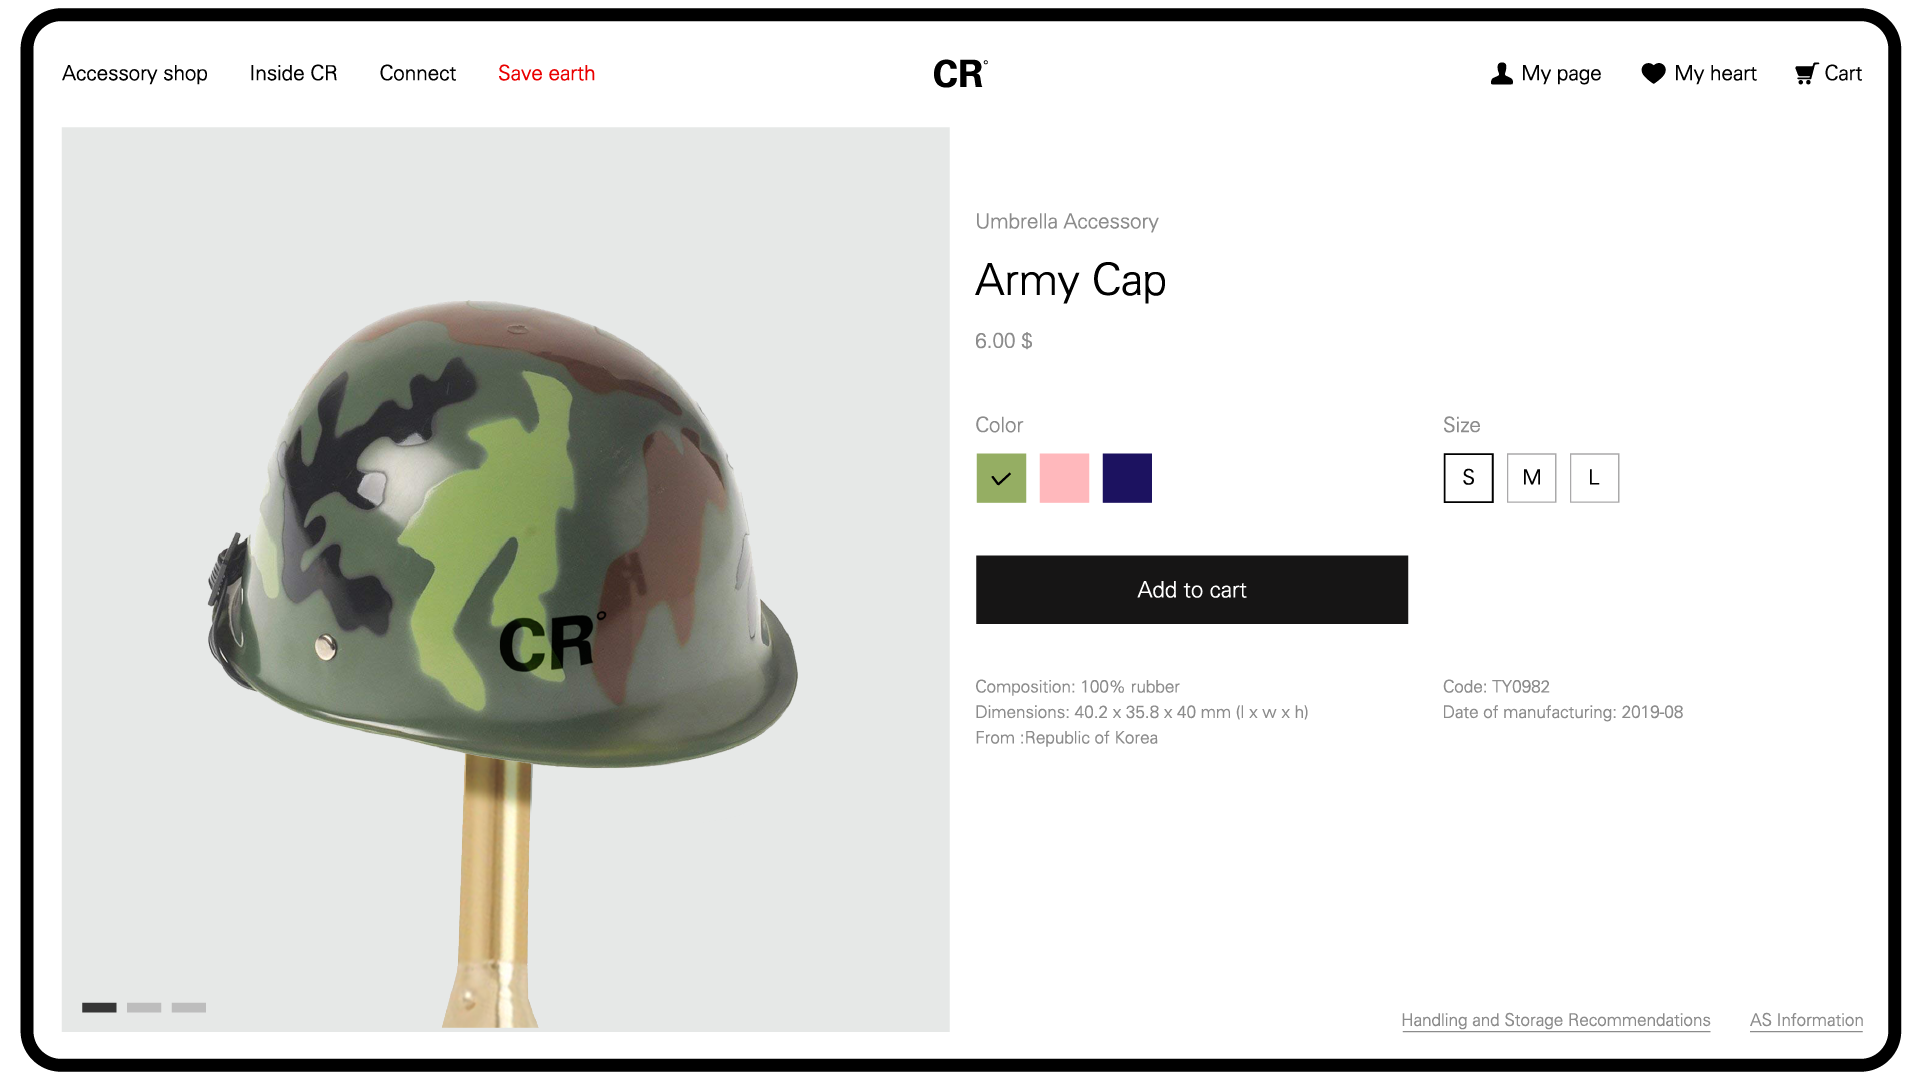 Accessory shop
Inside CR
Connect
Save earth
CR°
My page
My heart
Cart
CR°
Umbrella Accessory
Army Cap
6.00 $
Color
Size
S
M
L
Add to cart
Composition: 100% rubber
Dimensions: 40.2 x 35.8 x 40 mm (l x w x h)
From :Republic of Korea
Code: TY0982
Date of manufacturing: 2019-08
Handling and Storage Recommendations
AS Information